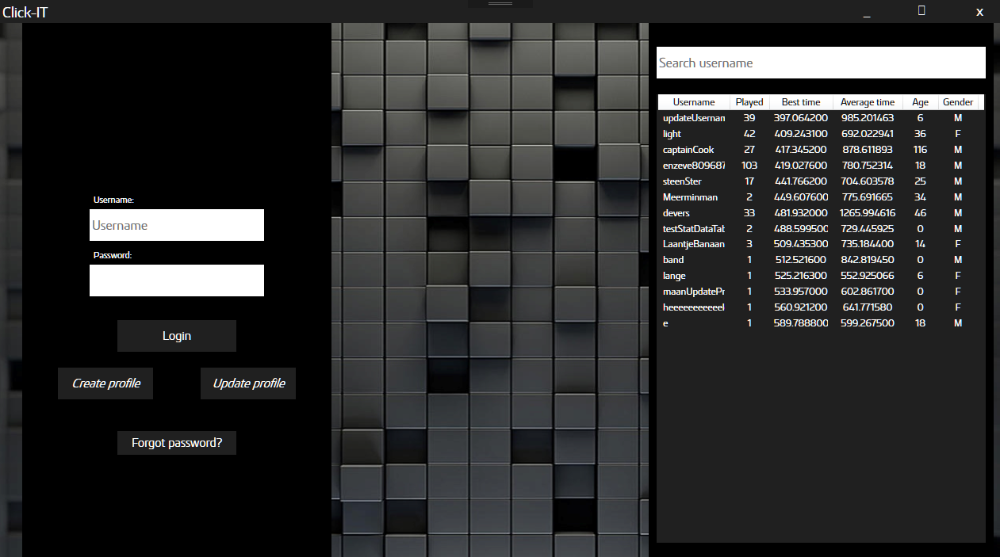 Click-IT
_ x
Username:
Username
Password:
Login
Create profile Update profile
Forgot password?
Search username
Username Played Best time Average time Age Gender
updateUsernam 39 397.064200 985.201463 6 M
light 42 409.243100 692.022941 36 F
captainCook 27 417.345200 878.611893 116 M
enzeve809687 103 419.027600 780.752314 18 M
steenSter 17 441.766200 704.603578 25 M
Meerminman 2 449.607600 775.691665 34 M
devers 33 481.932000 1265.994616 46 M
testStatDataTab 2 488.599500 729.445925 0 M
LaantjeBanaan 3 509.435300 735.184400 14 F
band 1 512.521600 842.819450 0 M
lange 1 525.216300 552.925066 6 F
maanUpdatePr 1 533.957000 602.861700 0 F
heeeeeeeeeeel 1 560.921200 641.771580 0 F
e 1 589.788800 599.267500 18 M